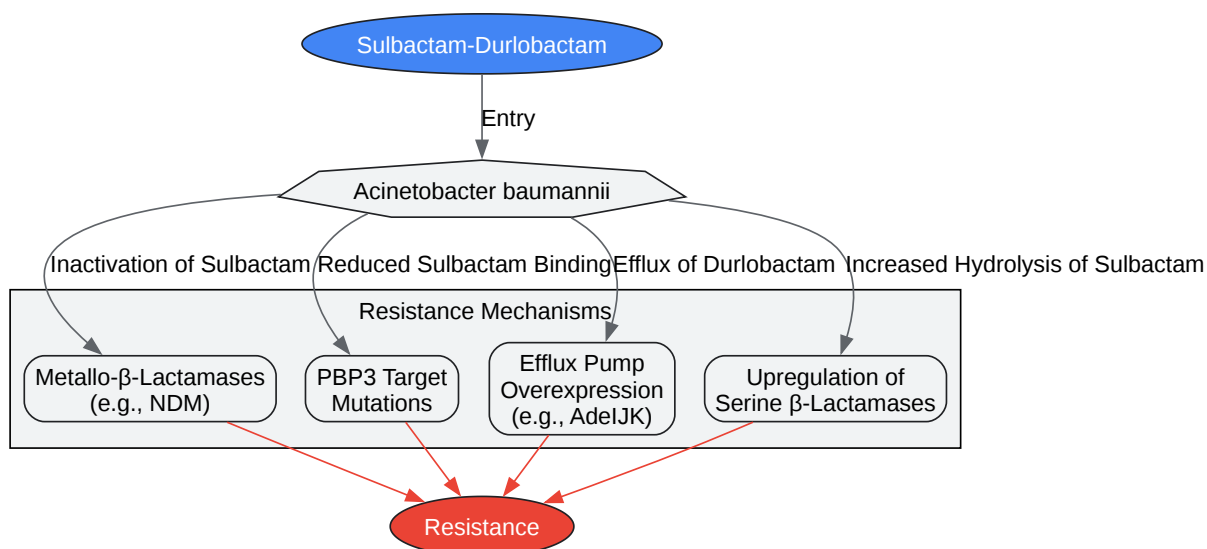 Sulbactam-Durlobactam
Entry
Acinetobacter baumannii
Inactivation of Sulbactam
Reduced Sulbactam Binding
Efflux of Durlobactam
Increased Hydrolysis of Sulbactam
Resistance Mechanisms
Metallo-β-Lactamases
(e.g., NDM)
PBP3 Target
Mutations
Efflux Pump
Overexpression
(e.g., AdeIJK)
Upregulation of
Serine β-Lactamases
Resistance